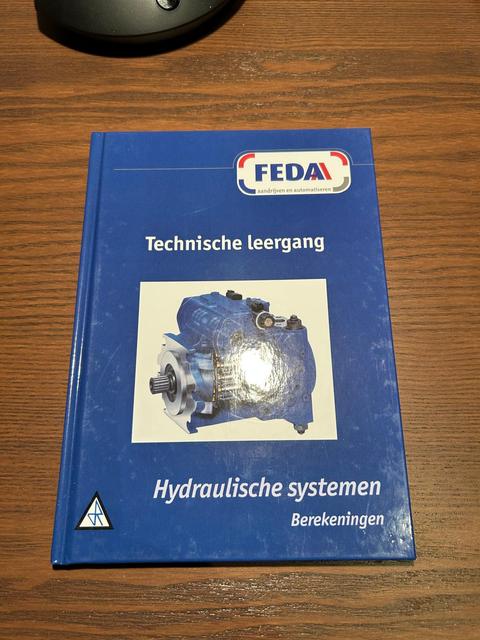 FEDA
aandrijven en automatiseren
Technische leergang
Hydraulische systemen
Berekeningen